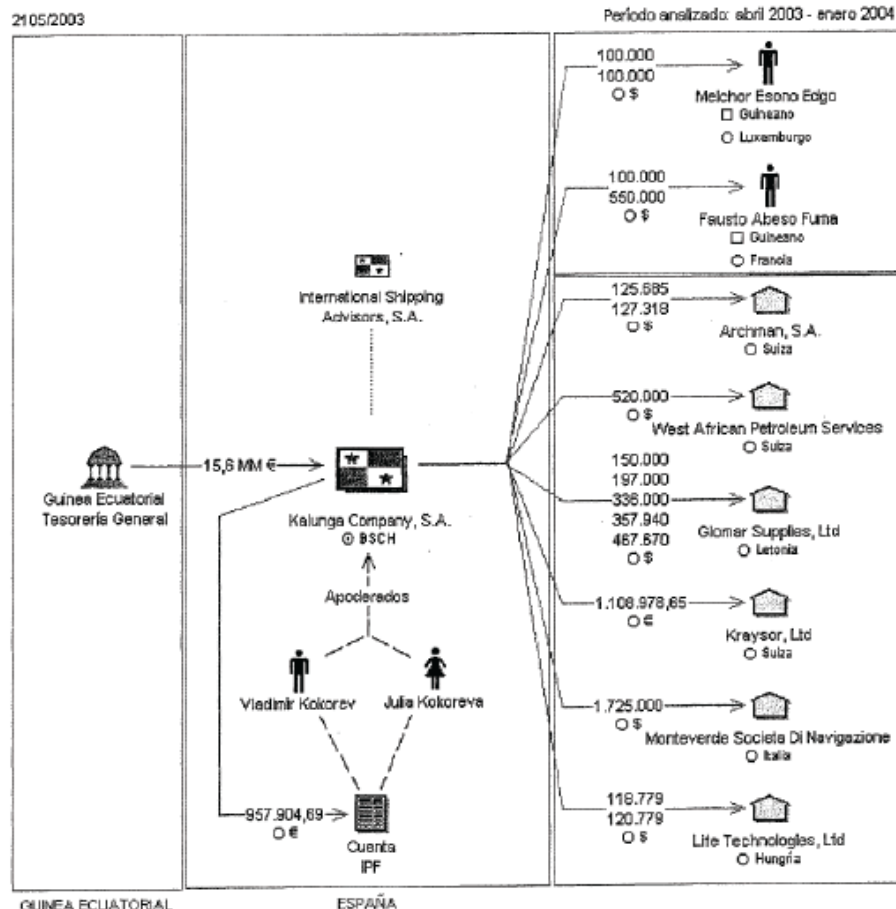 2105/2003
Período analizado: abril 2003 - enero 2004
100.000
100.000
$
Melchor Esono Edjo
Guineano
Luxemburgo
100.000
550.000
$
Fausto Abeso Fuma
Guineano
Francia
International Shipping
Advisors, S.A.
125.685
127.318
$
Archman, S.A.
Suiza
520.000
$
West African Petroleum Services
Suiza
Guinea Ecuatorial
Tesorería General
15,6 MM €
Kalunga Company, S.A.
BSCH
150.000
197.000
336.000
357.940
467.670
$
Glomar Supplies, Ltd
Letonia
Apoderados
1.108.978,65
€
Kraysor, Ltd
Suiza
Vladimir Kokorev
Julia Kokoreva
1.725.000
$
Monteverde Societa Di Navigazione
Italia
957.904,69
€
Cuenta
IPF
118.779
120.779
$
Life Technologies, Ltd
Hungría
GUINEA ECUATORIAL
ESPAÑA